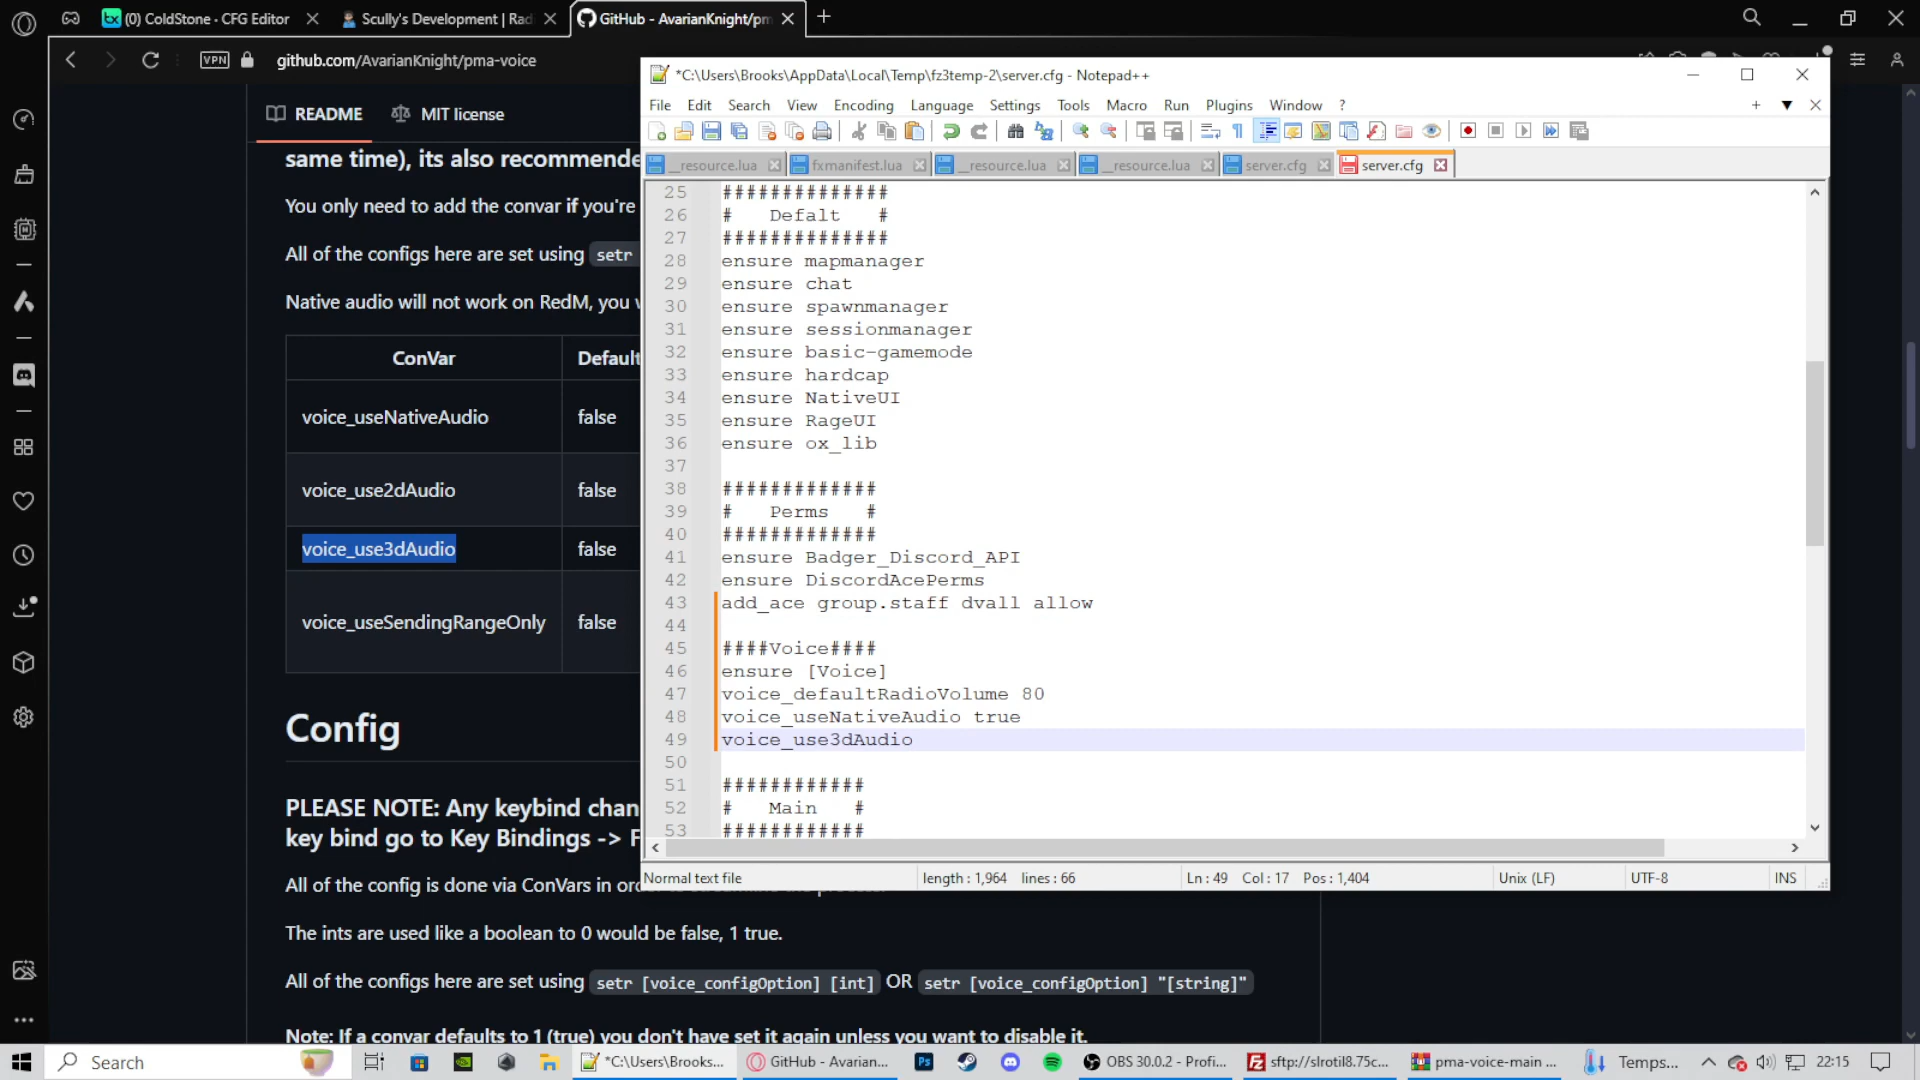 (0) ColdStone · CFG Editor
Scully's Development | Rad
GitHub - AvarianKnight/pm
VPN
github.com/AvarianKnight/pma-voice
README
MIT license
same time), its also recommende
You only need to add the convar if you're
All of the configs here are set using setr
Native audio will not work on RedM, you
ConVar
Default
voice_useNativeAudio
false
voice_use2dAudio
false
voice_use3dAudio
false
voice_useSendingRangeOnly
false
Config
PLEASE NOTE: Any keybind chan
key bind go to Key Bindings -> F
All of the config is done via ConVars in or
The ints are used like a boolean to 0 would be false, 1 true.
All of the configs here are set using setr [voice_configOption] [int] OR setr [voice_configOption] "[string]"
Note: If a convar defaults to 1 (true) you don't have set it again unless you want to disable it.
*C:\Users\Brooks\AppData\Local\Temp\fz3temp-2\server.cfg - Notepad++
File Edit Search View Encoding Language Settings Tools Macro Run Plugins Window ?
_resource.lua
fxmanifest.lua
_resource.lua
_resource.lua
server.cfg
server.cfg
25 ##############
26 # Defalt #
27 ##############
28 ensure mapmanager
29 ensure chat
30 ensure spawnmanager
31 ensure sessionmanager
32 ensure basic-gamemode
33 ensure hardcap
34 ensure NativeUI
35 ensure RageUI
36 ensure ox_lib
37
38 #############
39 # Perms #
40 #############
41 ensure Badger_Discord_API
42 ensure DiscordAcePerms
43 add_ace group.staff dvall allow
44
45 ####Voice####
46 ensure [Voice]
47 voice_defaultRadioVolume 80
48 voice_useNativeAudio true
49 voice_use3dAudio
50
51 ############
52 # Main #
53 ############
Normal text file
length : 1,964 lines : 66
Ln : 49 Col : 17 Pos : 1,404
Unix (LF)
UTF-8
INS
Search
*C:\Users\Brooks...
GitHub - Avarian...
OBS 30.0.2 - Profi...
sftp://slrotil8.75c...
pma-voice-main ...
Temps...
22:15